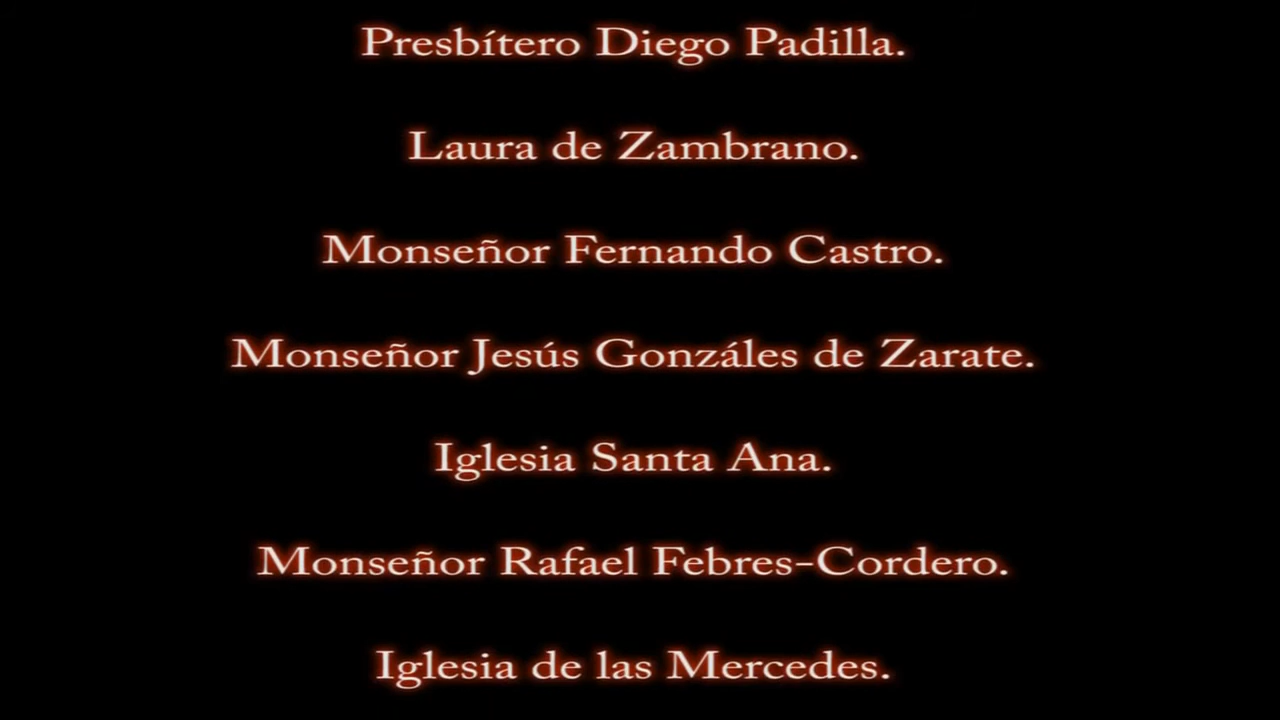 Presbítero Diego Padilla.
Laura de Zambrano.
Monseñor Fernando Castro.
Monseñor Jesús Gonzáles de Zarate.
Iglesia Santa Ana.
Monseñor Rafael Febres-Cordero.
Iglesia de las Mercedes.